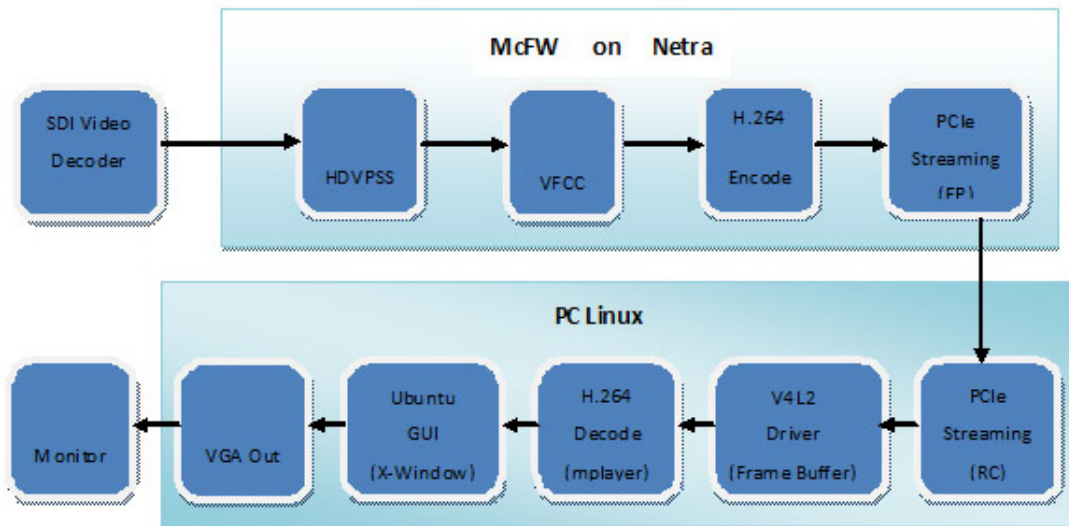 McFW on Netra
SDI Video
Decoder
HDVPSS
VFCC
H.264
Encode
PCIe
Streaming
(EP)
PC Linux
Monitor
VGA Out
Ubuntu
GUI
(X-Window)
H.264
Decode
(mplayer)
V4L2
Driver
(Frame Buffer)
PCIe
Streaming
(RC)